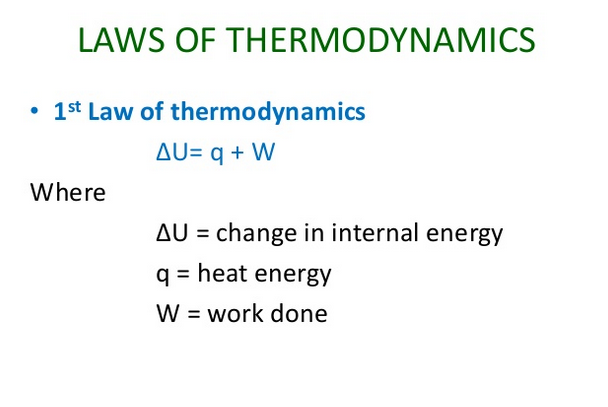 LAWS OF THERMODYNAMICS
• 1st Law of thermodynamics
ΔU= q + W
Where
ΔU = change in internal energy
q = heat energy
W = work done